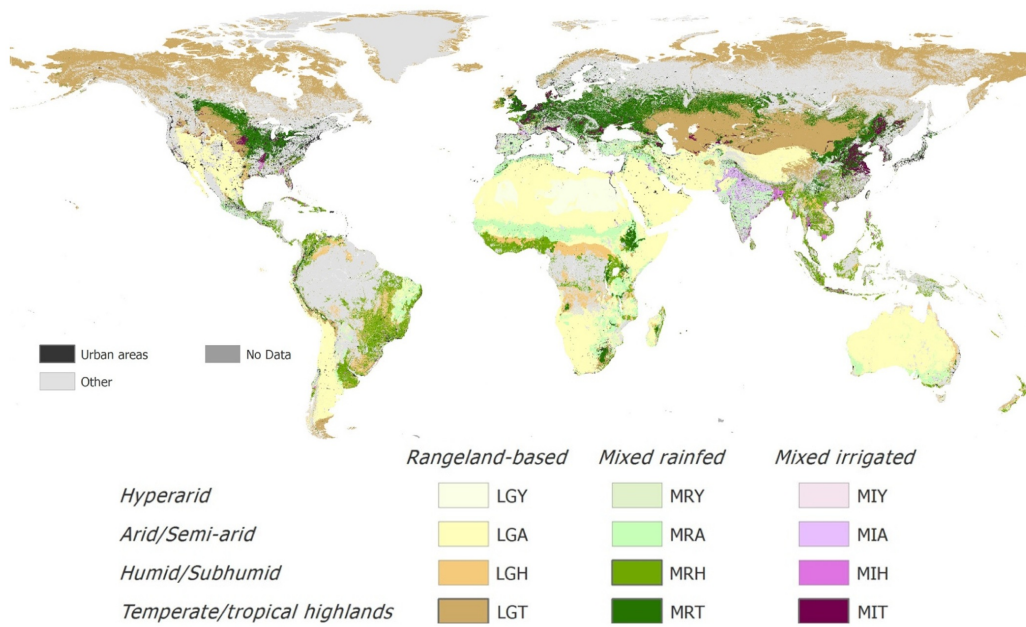 Urban areas No Data
Other
Rangeland-based Mixed rainfed Mixed irrigated
Hyperarid LGY MRY MIY
Arid/Semi-arid LGA MRA MIA
Humid/Subhumid LGH MRH MIH
Temperate/tropical highlands LGT MRT MIT